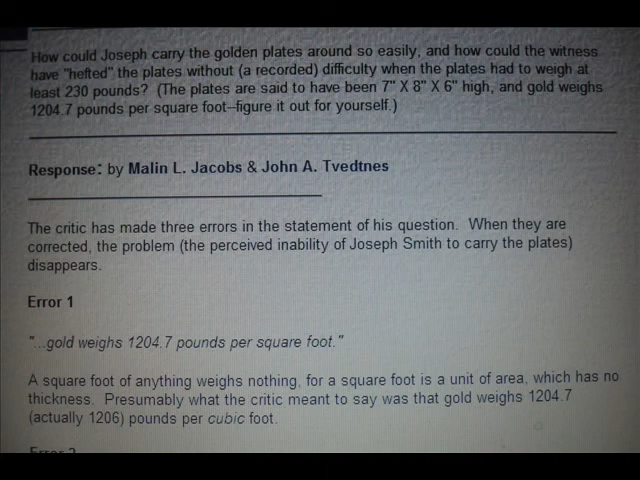 How could Joseph carry the golden plates around so easily, and how could the witness
have "hefted" the plates without (a recorded) difficulty when the plates had to weigh at
least 230 pounds? (The plates are said to have been 7" X 8" X 6" high, and gold weighs
1204.7 pounds per square foot--figure it out for yourself.)
Response: by Malin L. Jacobs & John A. Tvedtnes
The critic has made three errors in the statement of his question. When they are
corrected, the problem (the perceived inability of Joseph Smith to carry the plates)
disappears.
Error 1
"...gold weighs 1204.7 pounds per square foot."
A square foot of anything weighs nothing, for a square foot is a unit of area, which has no
thickness. Presumably what the critic meant to say was that gold weighs 1204.7
(actually 1206) pounds per cubic foot.
Error 2